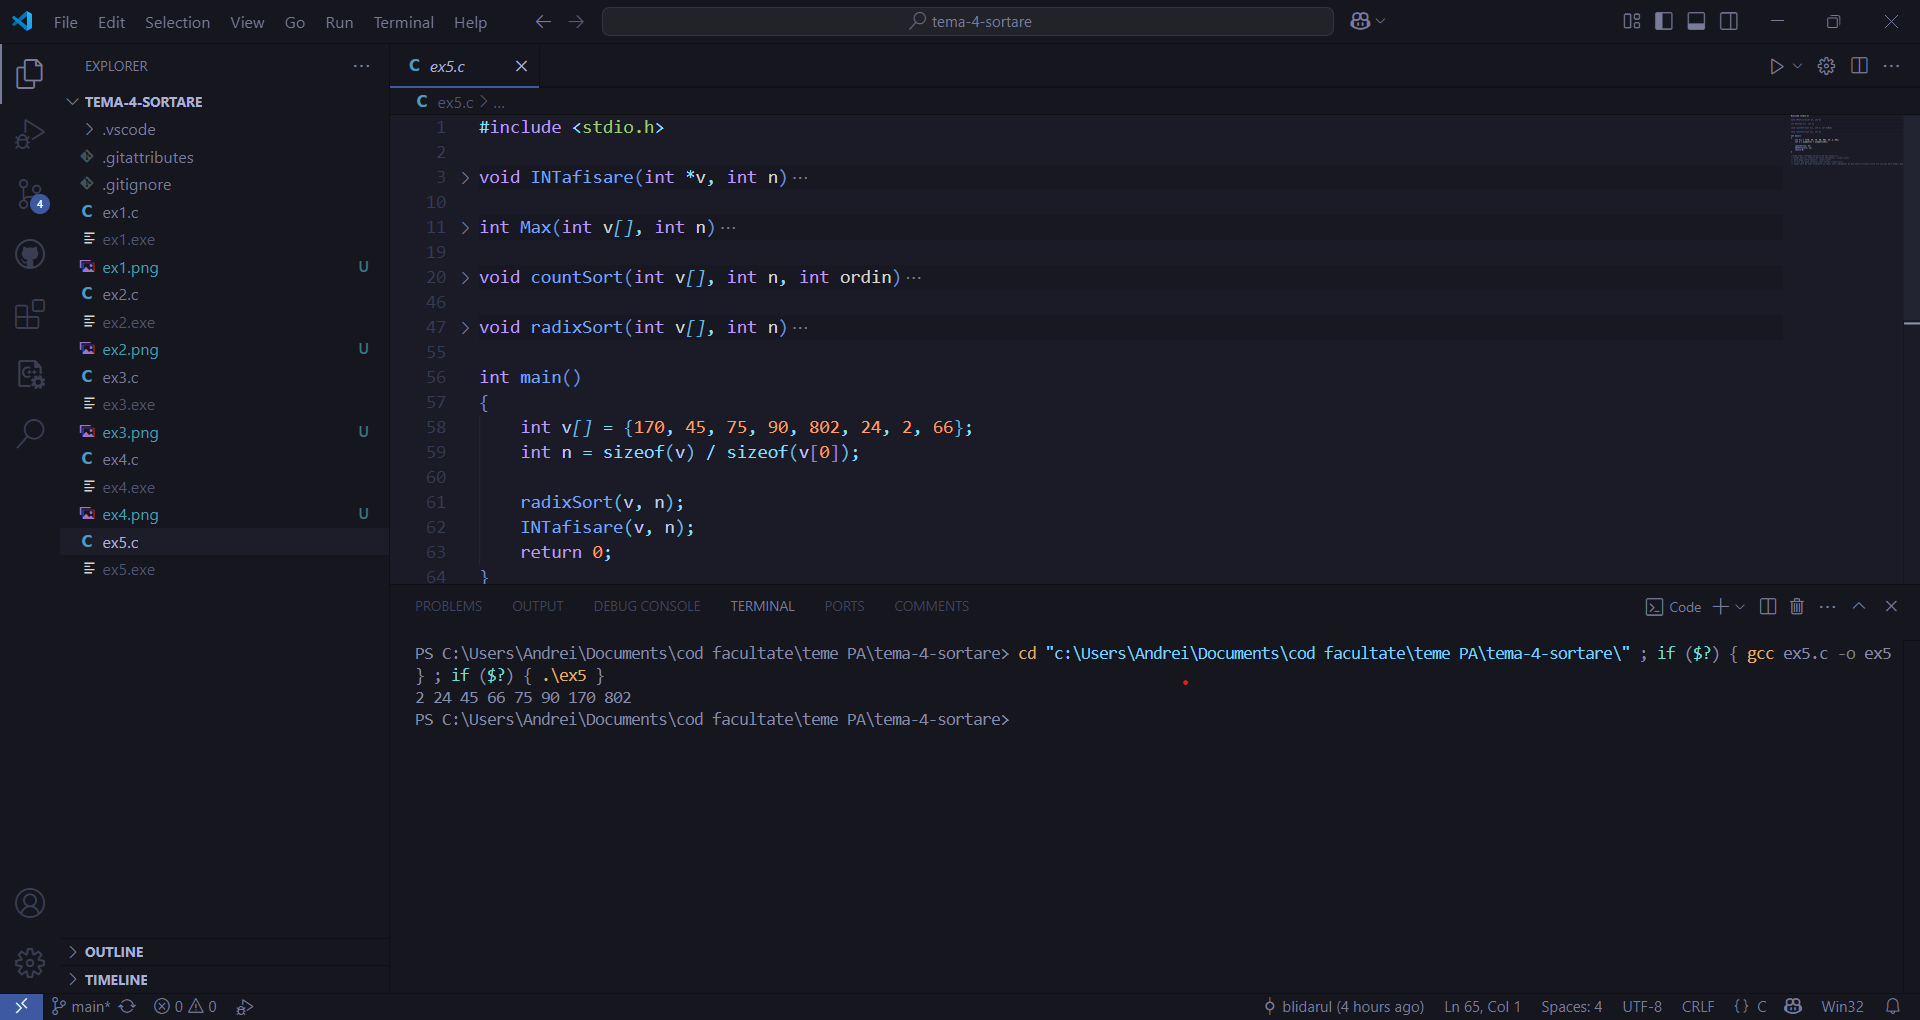 File Edit Selection View Go Run Terminal Help
tema-4-sortare
EXPLORER
TEMA-4-SORTARE
.vscode
.gitattributes
.gitignore
ex1.c
ex1.exe
ex1.png U
ex2.c
ex2.exe
ex2.png U
ex3.c
ex3.exe
ex3.png U
ex4.c
ex4.exe
ex4.png U
ex5.c
ex5.exe
OUTLINE
TIMELINE
4
C ex5.c
C ex5.c > ...
1 #include <stdio.h>
2
3 void INTafisare(int *v, int n)···
10
11 int Max(int v[], int n)···
19
20 void countSort(int v[], int n, int ordin)···
46
47 void radixSort(int v[], int n)···
55
56 int main()
57 {
58 int v[] = {170, 45, 75, 90, 802, 24, 2, 66};
59 int n = sizeof(v) / sizeof(v[0]);
60
61 radixSort(v, n);
62 INTafisare(v, n);
63 return 0;
64 }
PROBLEMS OUTPUT DEBUG CONSOLE TERMINAL PORTS COMMENTS
Code
PS C:\Users\Andrei\Documents\cod facultate\teme PA\tema-4-sortare> cd "c:\Users\Andrei\Documents\cod facultate\teme PA\tema-4-sortare\" ; if ($?) { gcc ex5.c -o ex5
} ; if ($?) { .\ex5 }
2 24 45 66 75 90 170 802
PS C:\Users\Andrei\Documents\cod facultate\teme PA\tema-4-sortare>
main* 0 0 blidarul (4 hours ago) Ln 65, Col 1 Spaces: 4 UTF-8 CRLF {} C Win32